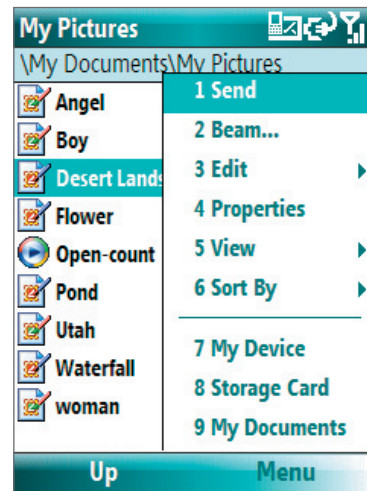 My Pictures
\My Documents\My Pictures
Angel
Boy
Desert Lands
Flower
Open-count
Pond
Utah
Waterfall
woman
1 Send
2 Beam...
3 Edit
4 Properties
5 View
6 Sort By
7 My Device
8 Storage Card
9 My Documents
Up
Menu